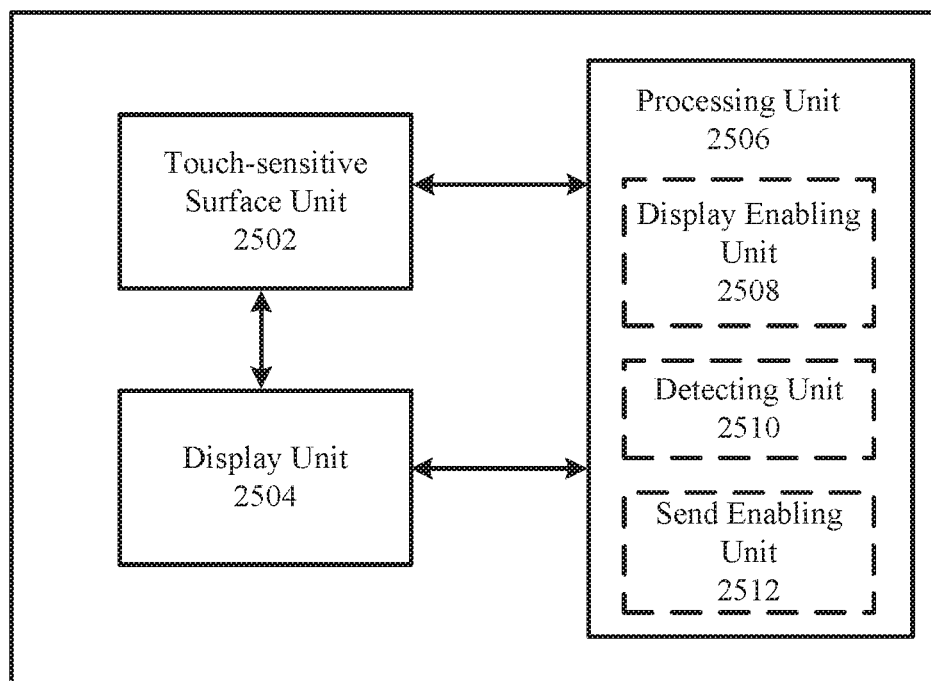 Touch-sensitive
Surface Unit
2502
Display Unit
2504
Processing Unit
2506
Display Enabling
Unit
2508
Detecting Unit
2510
Send Enabling
Unit
2512